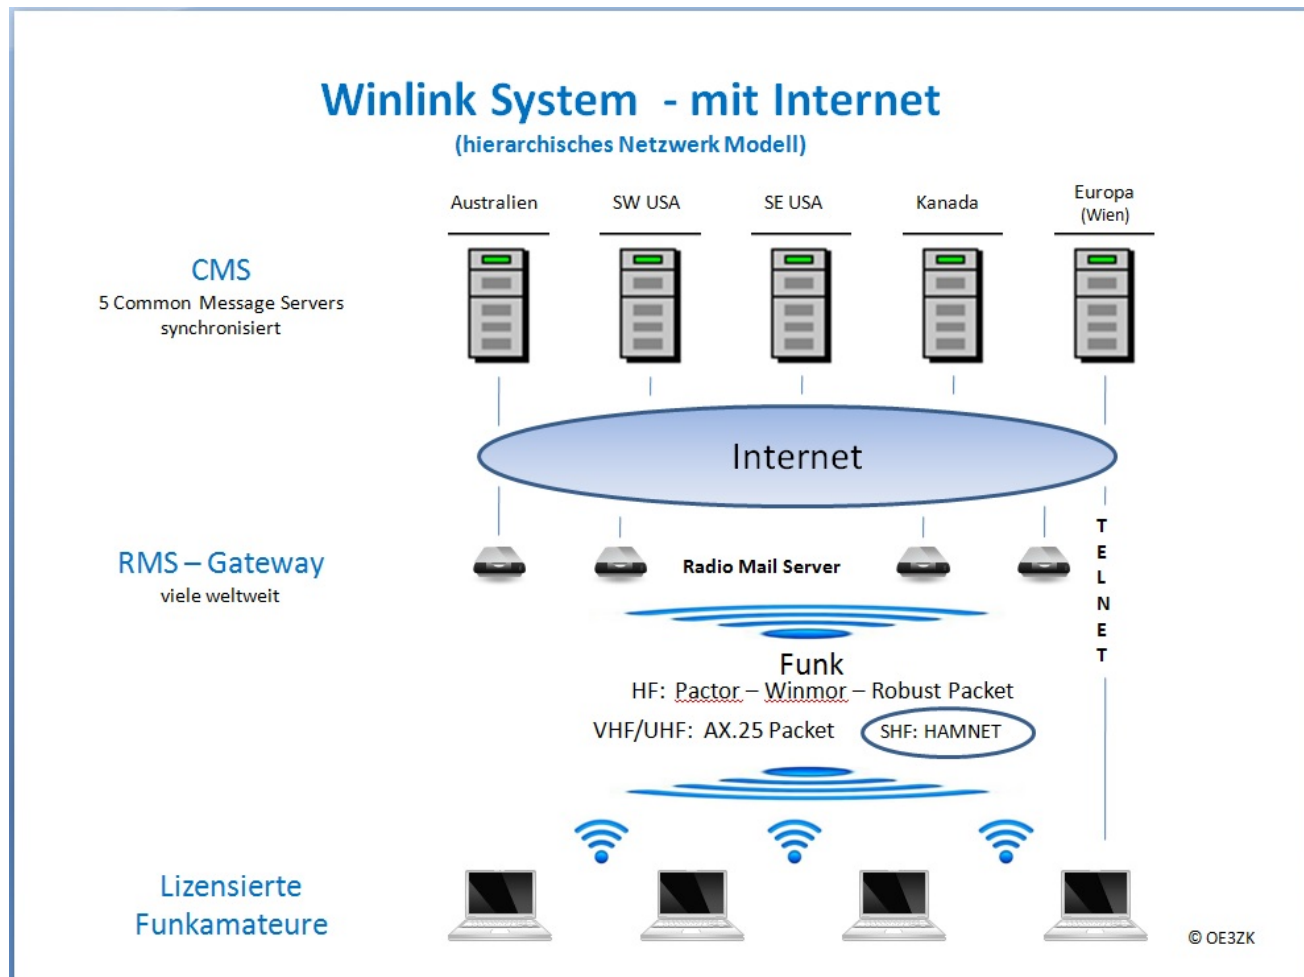 Winlink System - mit Internet
(hierarchisches Netzwerk Modell)
Australien
SW USA
SE USA
Kanada
Europa
(Wien)
CMS
5 Common Message Servers
synchronisiert
Internet
RMS – Gateway
viele weltweit
Radio Mail Server
T
E
L
N
E
T
Funk
HF: Pactor – Winmor – Robust Packet
VHF/UHF: AX.25 Packet
SHF: HAMNET
Lizensierte
Funkamateure
© OE3ZK